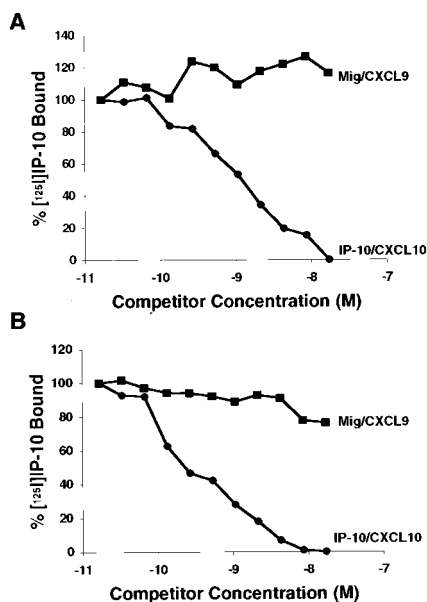 A
140
120
100
80
60
40
20
0
% [125I]IP-10 Bound
Mig/CXCL9
IP-10/CXCL10
-11
-10
-9
-8
-7
Competitor Concentration (M)
B
120
100
80
60
40
20
0
% [125I]IP-10 Bound
Mig/CXCL9
IP-10/CXCL10
-11
-10
-9
-8
-7
Competitor Concentration (M)